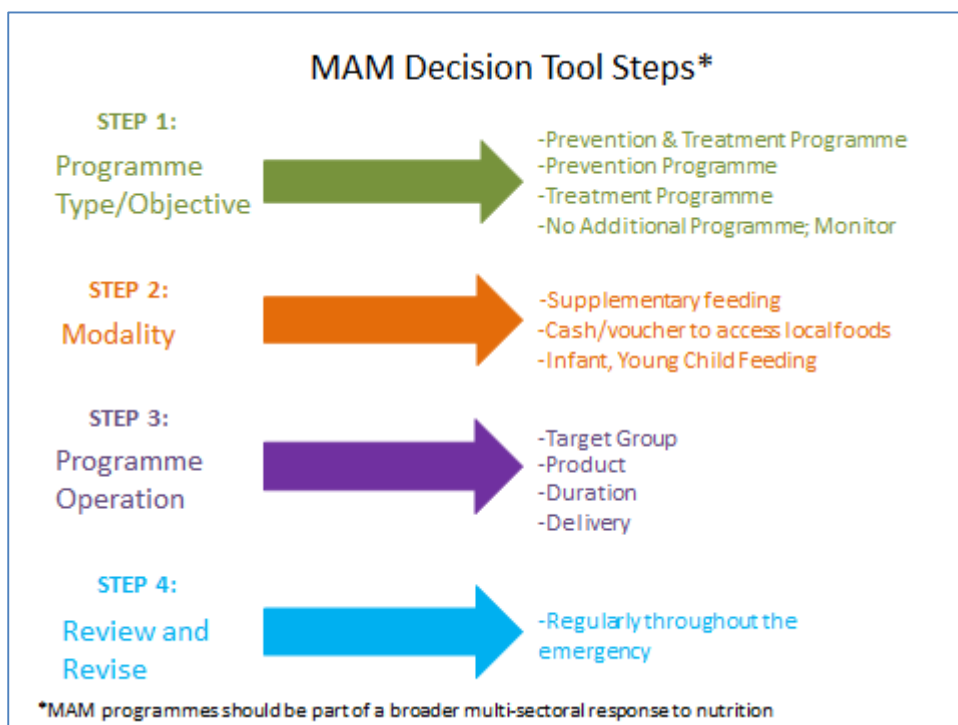 MAM Decision Tool Steps*
STEP 1:
Programme
Type/Objective
-Prevention & Treatment Programme
-Prevention Programme
-Treatment Programme
-No Additional Programme; Monitor
STEP 2:
Modality
-Supplementary feeding
-Cash/voucher to access local foods
-Infant, Young Child Feeding
STEP 3:
Programme
Operation
-Target Group
-Product
-Duration
-Delivery
STEP 4:
Review and
Revise
-Regularly throughout the
emergency
*MAM programmes should be part of a broader multi-sectoral response to nutrition